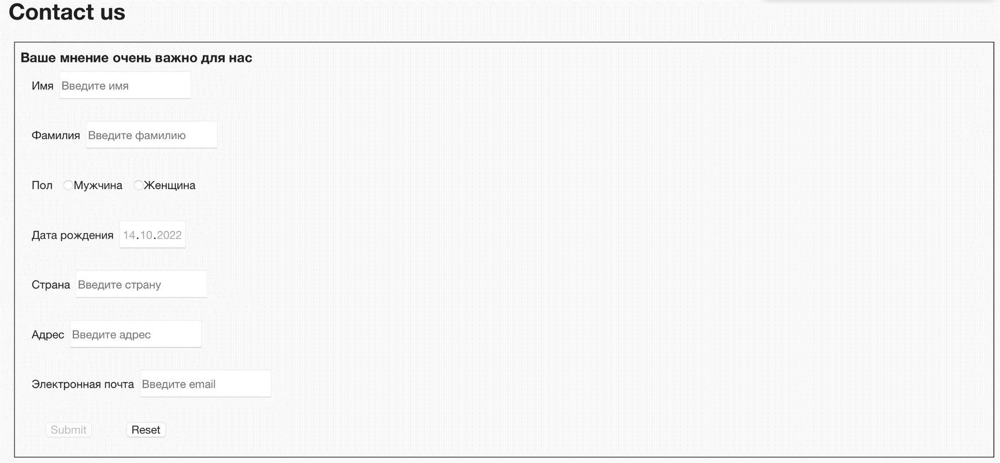 Contact us
Ваше мнение очень важно для нас
Имя Введите имя
Фамилия Введите фамилию
Пол Мужчина Женщина
Дата рождения 14.10.2022
Страна Введите страну
Адрес Введите адрес
Электронная почта Введите email
Submit Reset